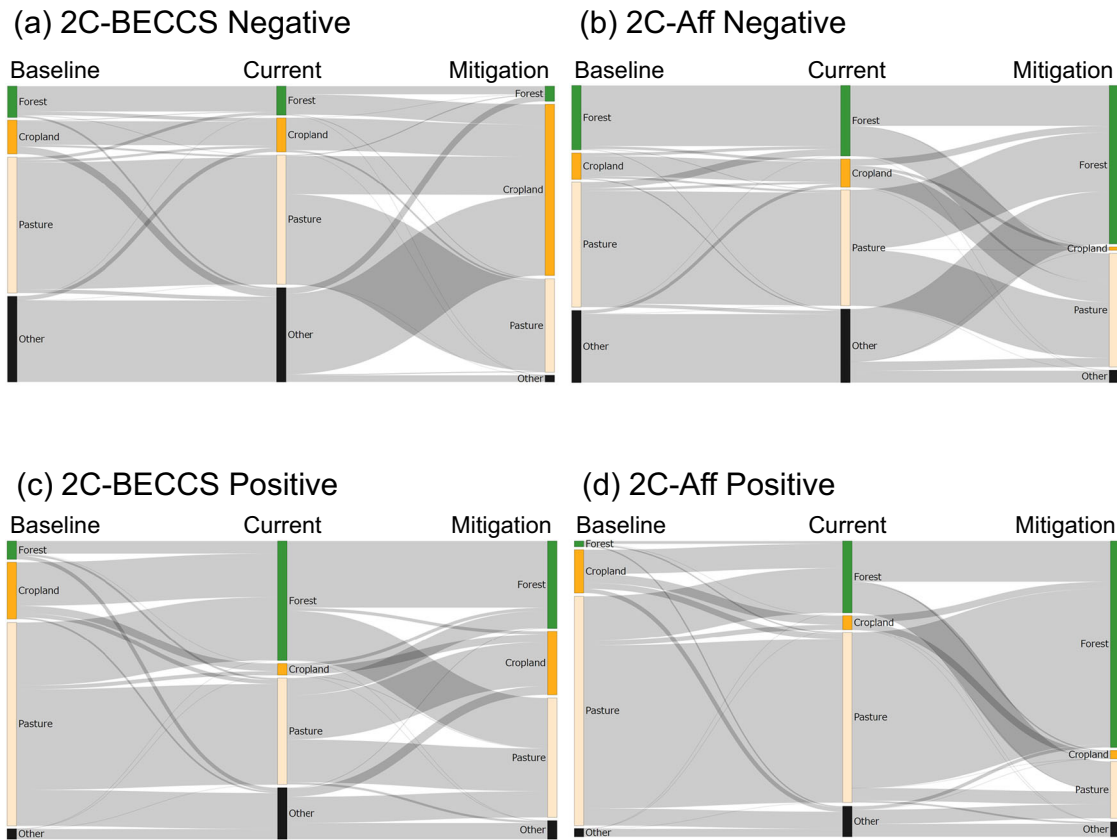 (a) 2C-BECCS Negative
Baseline Current Mitigation
Forest Forest Forest
Cropland Cropland Cropland
Pasture Pasture Pasture
Other Other Other
(b) 2C-Aff Negative
Baseline Current Mitigation
Forest Forest Forest
Cropland Cropland Cropland
Pasture Pasture Pasture
Other Other Other
(c) 2C-BECCS Positive
Baseline Current Mitigation
Forest Forest Forest
Cropland Cropland Cropland
Pasture Pasture Pasture
Other Other Other
(d) 2C-Aff Positive
Baseline Current Mitigation
Forest Forest Forest
Cropland Cropland Cropland
Pasture Pasture Pasture
Other Other Other